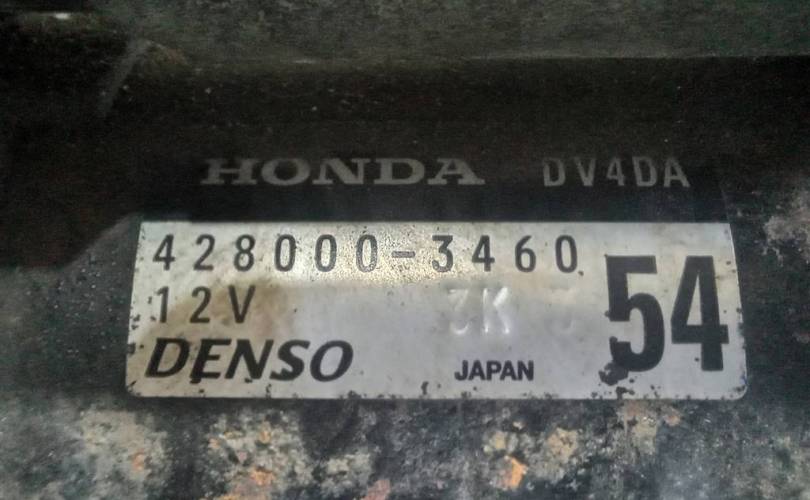 HONDA DV4DA
428000-3460
12V
54
DENSO JAPAN